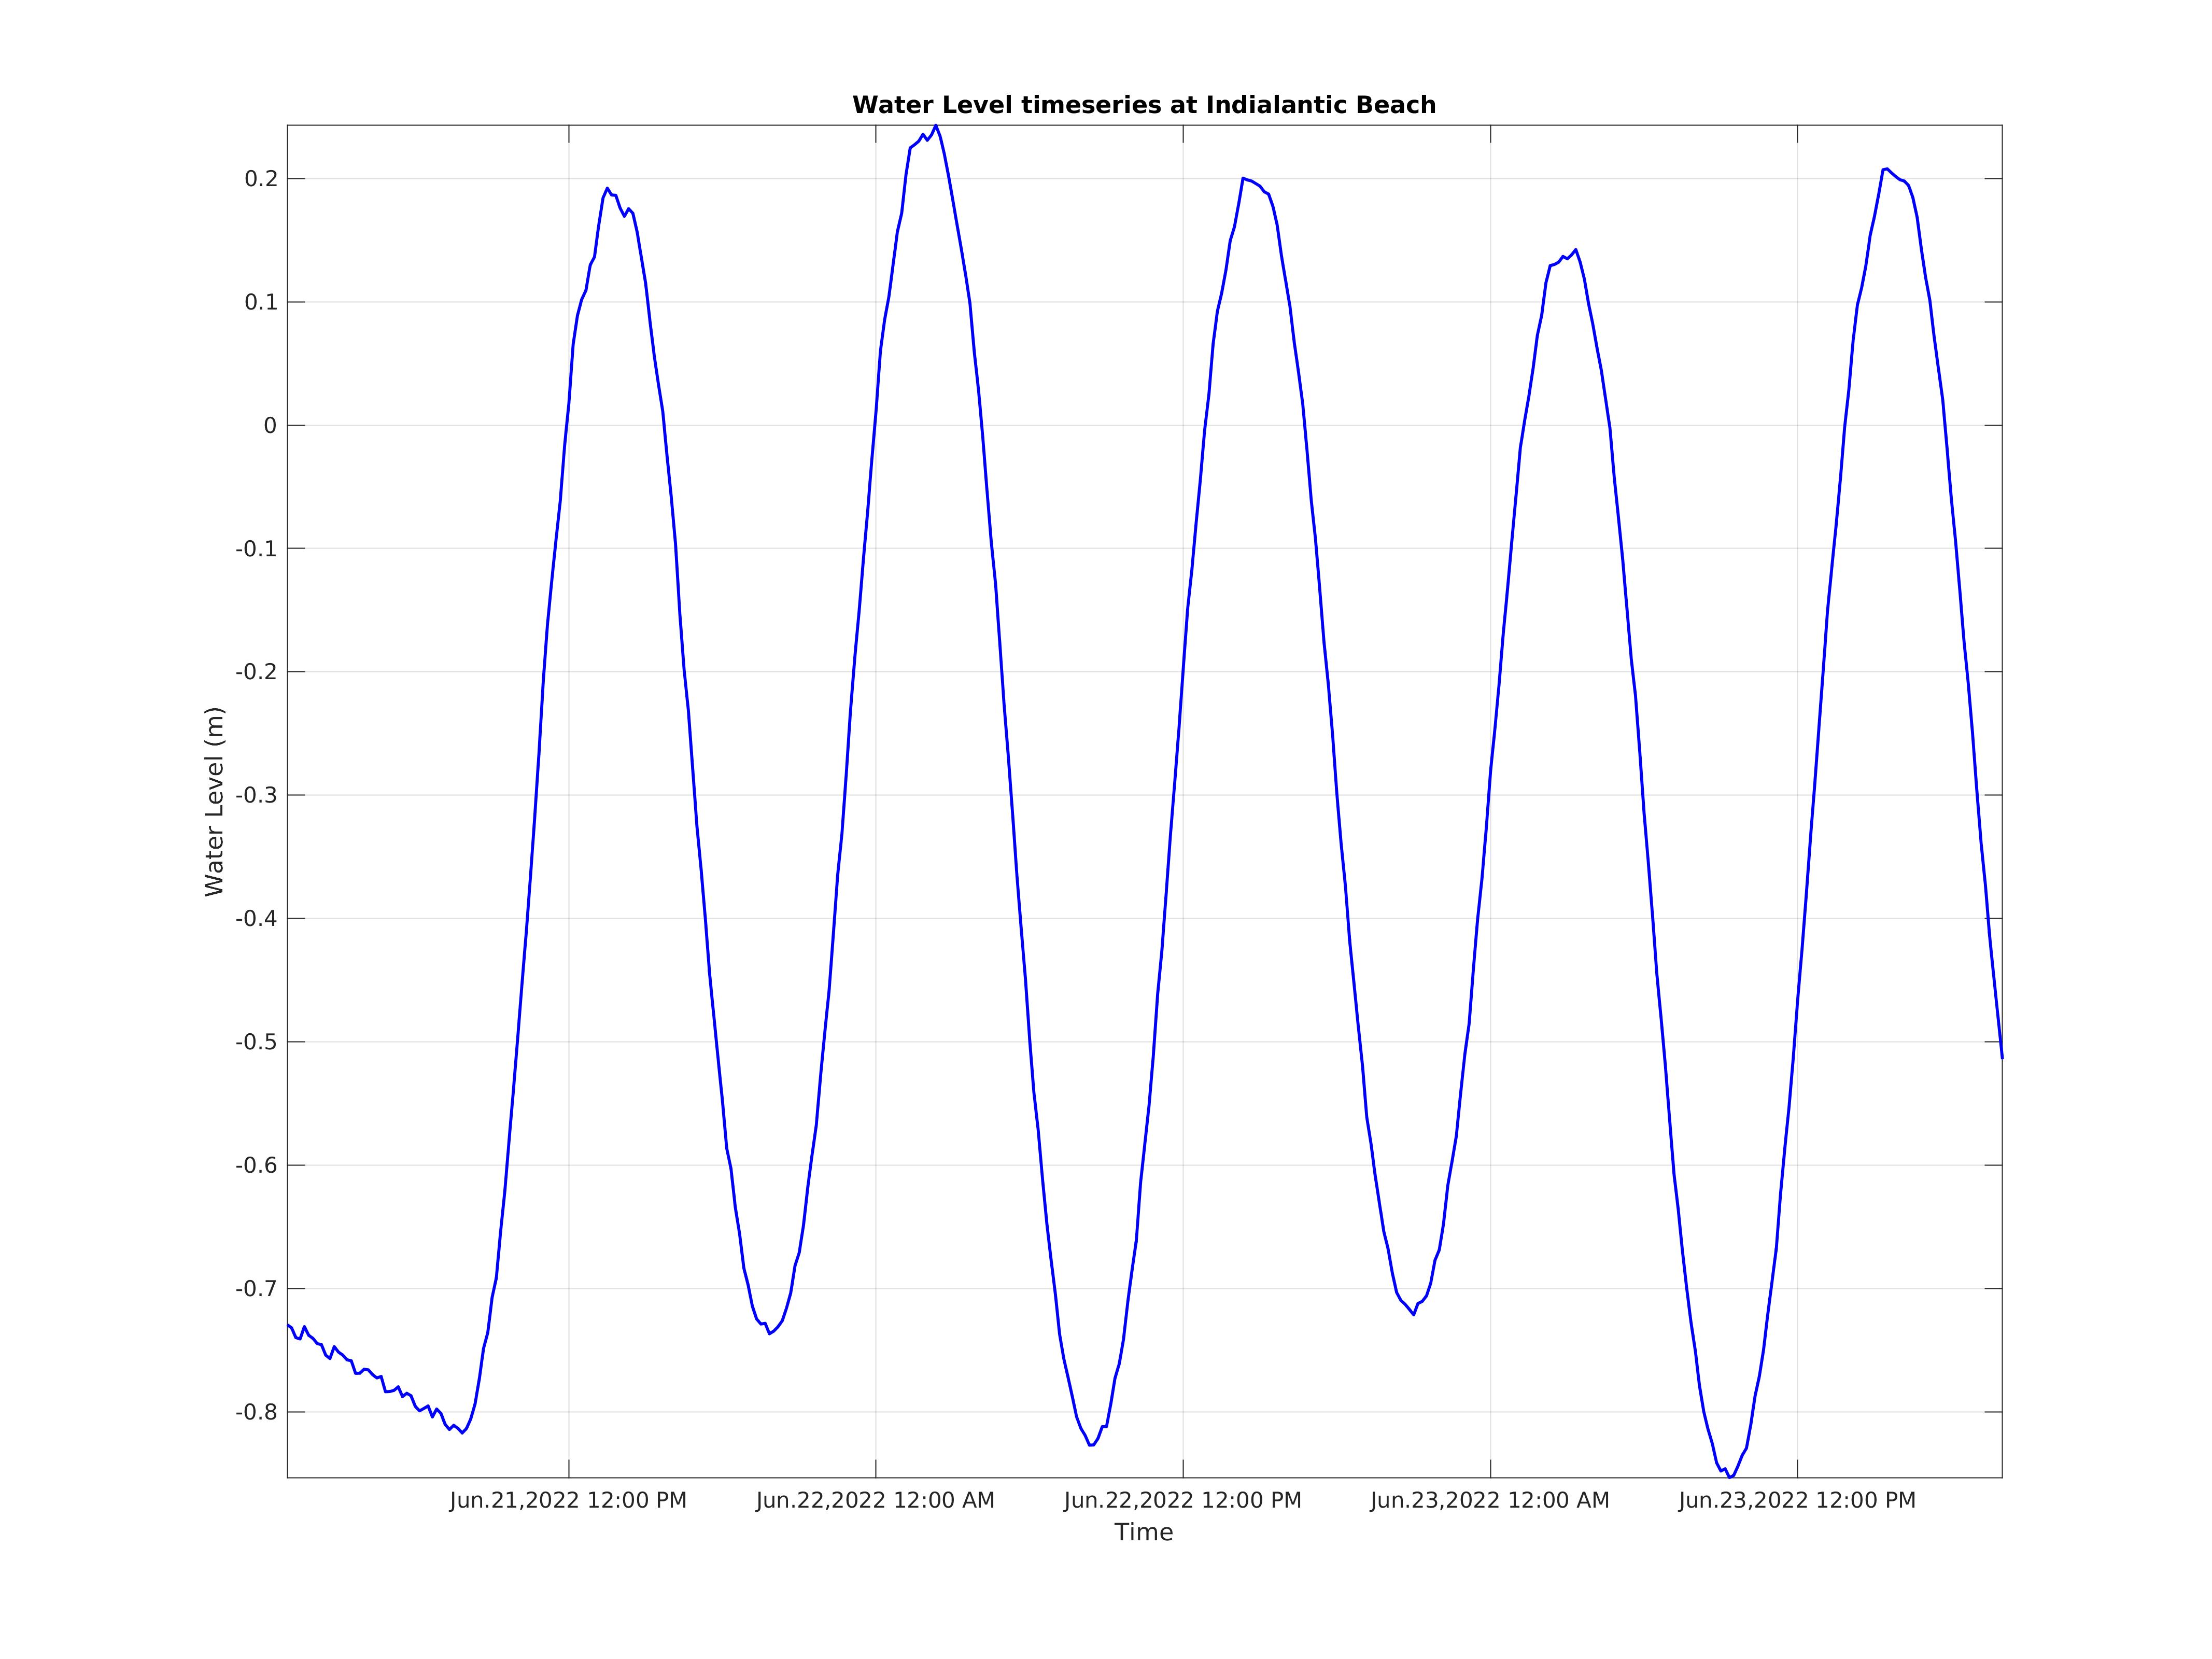 Water Level timeseries at Indialantic Beach
0.2
0.1
0
-0.1
-0.2
-0.3
-0.4
-0.5
-0.6
-0.7
-0.8
Water Level (m)
Jun.21,2022 12:00 PM Jun.22,2022 12:00 AM Jun.22,2022 12:00 PM Jun.23,2022 12:00 AM Jun.23,2022 12:00 PM
Time